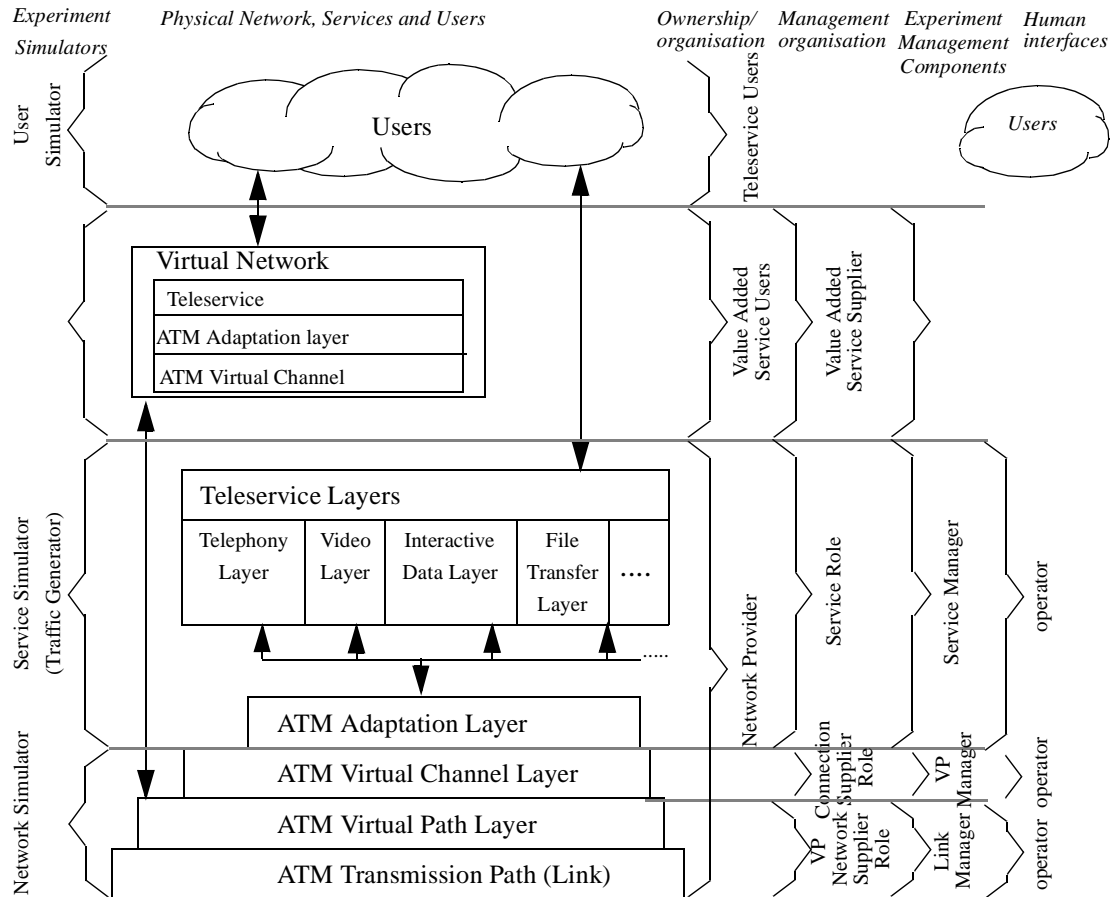 Experiment
Simulators
Physical Network, Services and Users
Ownership/
organisation
Management
organisation
Experiment
Management
Components
Human
interfaces
User
Simulator
Users
Teleservice Users
Users
Virtual Network
Teleservice
ATM Adaptation layer
ATM Virtual Channel
Value Added
Service Users
Value Added
Service Supplier
Service Simulator
(Traffic Generator)
Teleservice Layers
Telephony
Layer
Video
Layer
Interactive
Data Layer
File
Transfer
Layer
....
.....
Network Provider
Service Role
Service Manager
operator
ATM Adaptation Layer
Network Simulator
ATM Virtual Channel Layer
Connection
Supplier
Role
VP
Manager
operator
ATM Virtual Path Layer
ATM Transmission Path (Link)
VP
Network
Supplier
Role
Link
Manager
operator